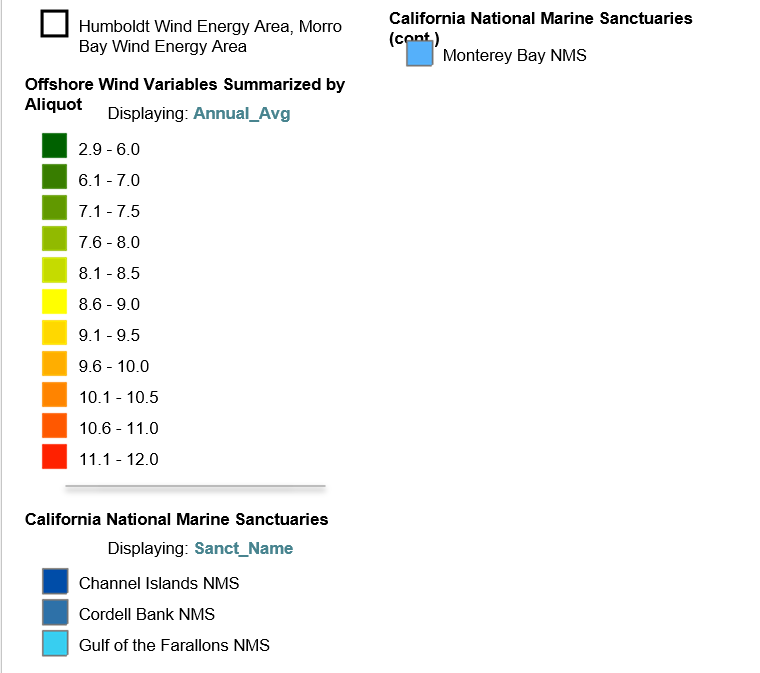 Humboldt Wind Energy Area, Morro
Bay Wind Energy Area
Offshore Wind Variables Summarized by
Aliquot
Displaying: Annual_Avg
2.9 - 6.0
6.1 - 7.0
7.1 - 7.5
7.6 - 8.0
8.1 - 8.5
8.6 - 9.0
9.1 - 9.5
9.6 - 10.0
10.1 - 10.5
10.6 - 11.0
11.1 - 12.0
California National Marine Sanctuaries
Displaying: Sanct_Name
Channel Islands NMS
Cordell Bank NMS
Gulf of the Farallons NMS
California National Marine Sanctuaries
(cont.)
Monterey Bay NMS